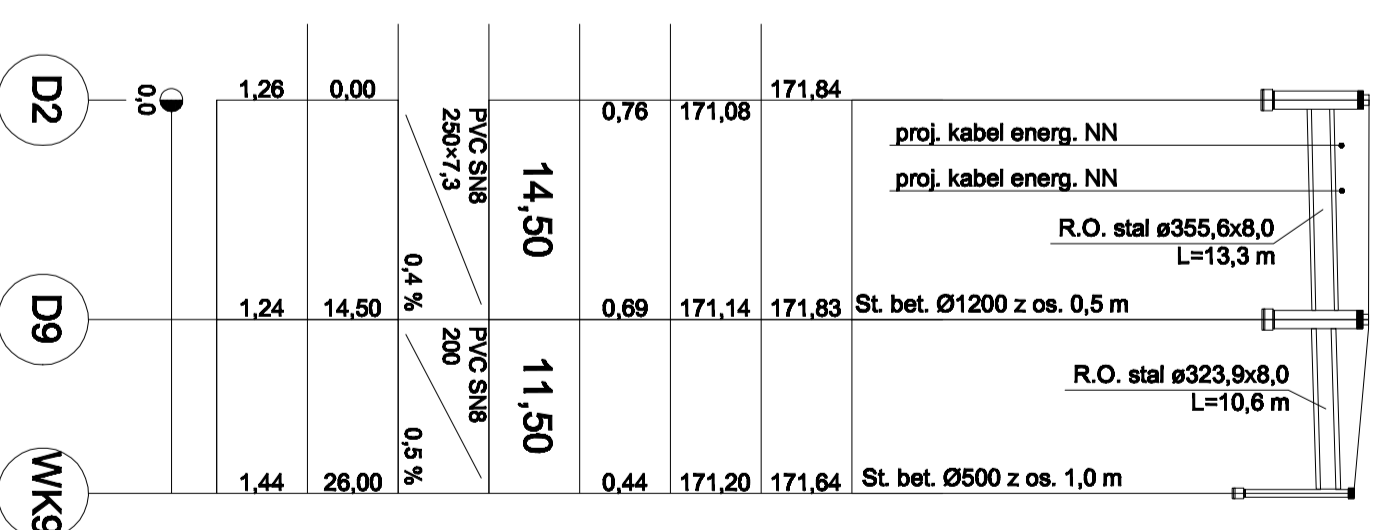 D2
0,0
1,26
0,00
PVC SN8
250×7,3
14,50
0,76
171,08
171,84
proj. kabel energ. NN
proj. kabel energ. NN
R.O. stal ø355,6x8,0
L=13,3 m
0,4 %
D9
1,24
14,50
0,69
171,14
171,83
St. bet. Ø1200 z os. 0,5 m
PVC SN8
200
11,50
R.O. stal ø323,9x8,0
L=10,6 m
0,5 %
WK9
1,44
26,00
0,44
171,20
171,64
St. bet. Ø500 z os. 1,0 m